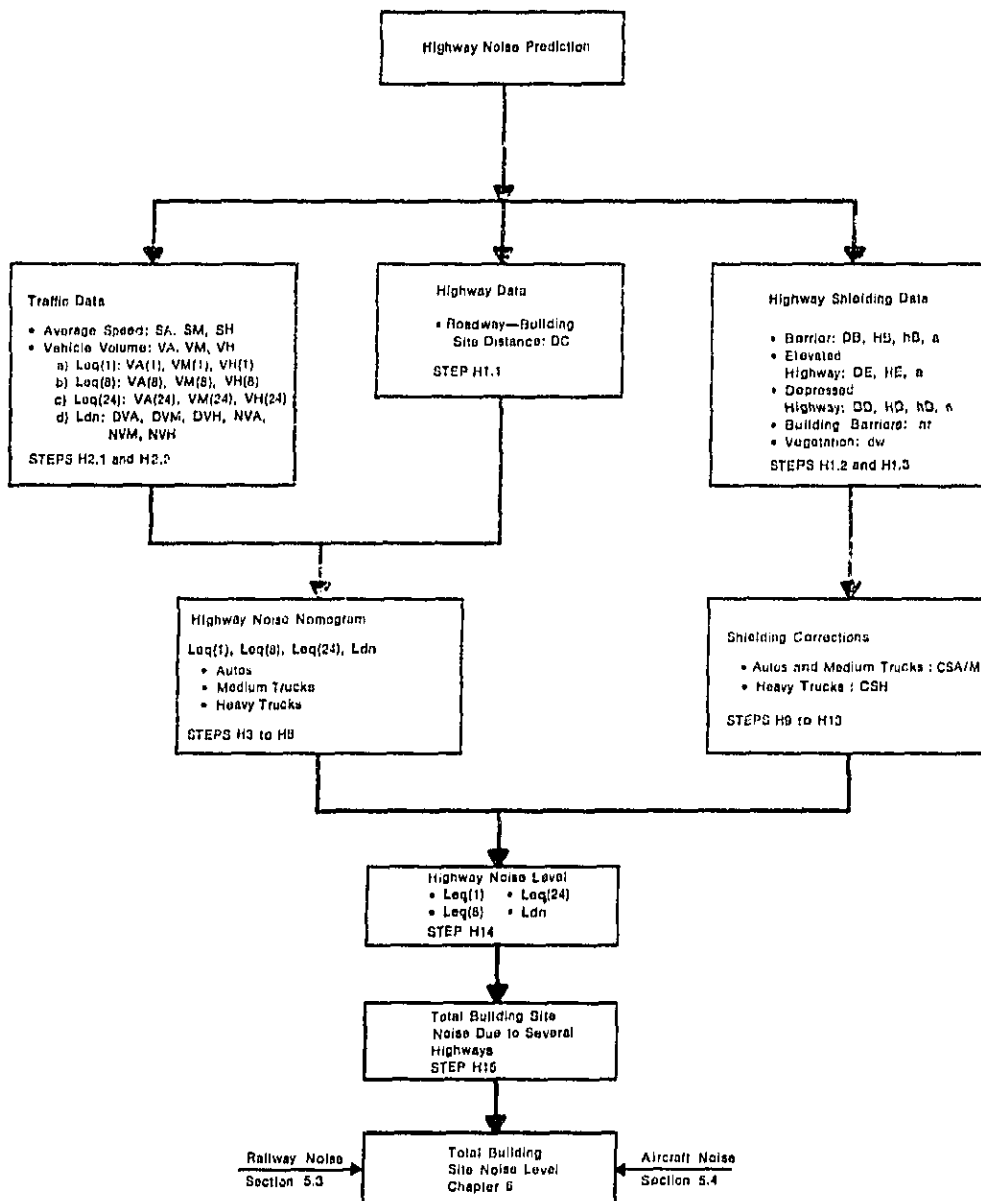 Highway Noise Prediction
Traffic Data
• Average Speed: SA, SM, SH
• Vehicle Volume: VA, VM, VH
a) Leq(1): VA(1), VM(1), VH(1)
b) Leq(8): VA(8), VM(8), VH(8)
c) Leq(24): VA(24), VM(24), VH(24)
d) Ldn: DVA, DVM, DVH, NVA,
NVM, NVH
STEPS H2.1 and H2.2
Highway Data
• Roadway—Building
Site Distance: DC
STEP H1.1
Highway Shielding Data
• Barrier: DB, HB, hB, a
• Elevated
Highway: DE, HE, a
• Depressed
Highway: DD, HD, hD, a
• Building Barriers: nr
• Vegetation: dw
STEPS H1.2 and H1.3
Highway Noise Nomogram
Leq(1), Leq(8), Leq(24), Ldn
• Autos
• Medium Trucks
• Heavy Trucks
STEPS H3 to H8
Shielding Corrections
• Autos and Medium Trucks : CSA/M
• Heavy Trucks : CSH
STEPS H9 to H13
Highway Noise Level
• Leq(1) • Leq(24)
• Leq(8) • Ldn
STEP H14
Total Building Site
Noise Due to Several
Highways
STEP H15
Railway Noise
Section 5.3
Total Building
Site Noise Level
Chapter 6
Aircraft Noise
Section 5.4